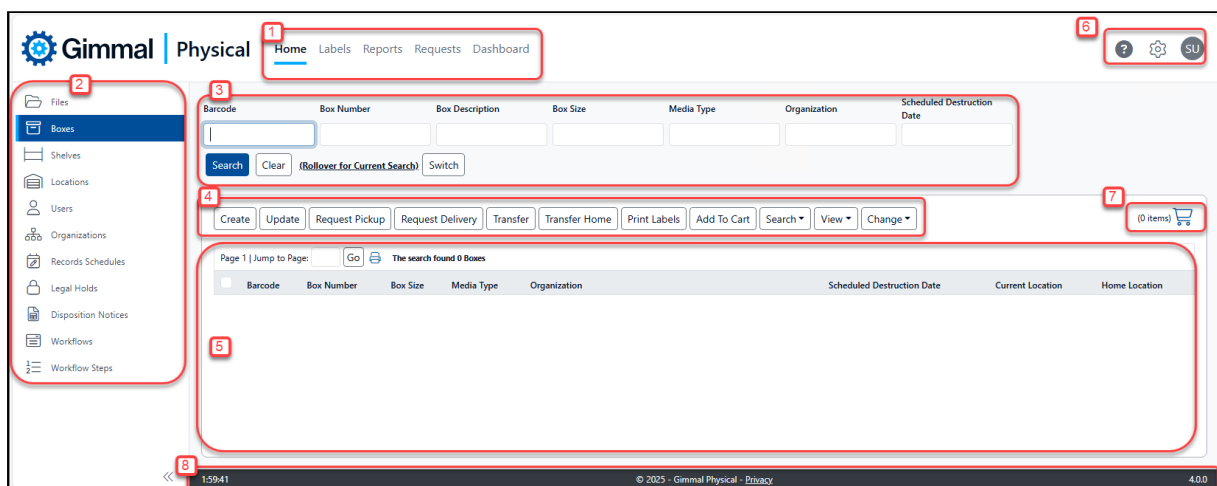 1
6
Gimmal | Physical Home Labels Reports Requests Dashboard ? SU
2
3
Files
Boxes
Shelves
Locations
Users
Organizations
Records Schedules
Legal Holds
Disposition Notices
Workflows
Workflow Steps
Barcode Box Number Box Description Box Size Media Type Organization Scheduled Destruction
Date
Search Clear (Rollover for Current Search) Switch
4
7
Create Update Request Pickup Request Delivery Transfer Transfer Home Print Labels Add To Cart Search View Change (0 items)
Page 1 | Jump to Page: Go The search found 0 Boxes
Barcode Box Number Box Size Media Type Organization Scheduled Destruction Date Current Location Home Location
5
8
1:59:41 © 2025 - Gimmal Physical - Privacy 4.0.0